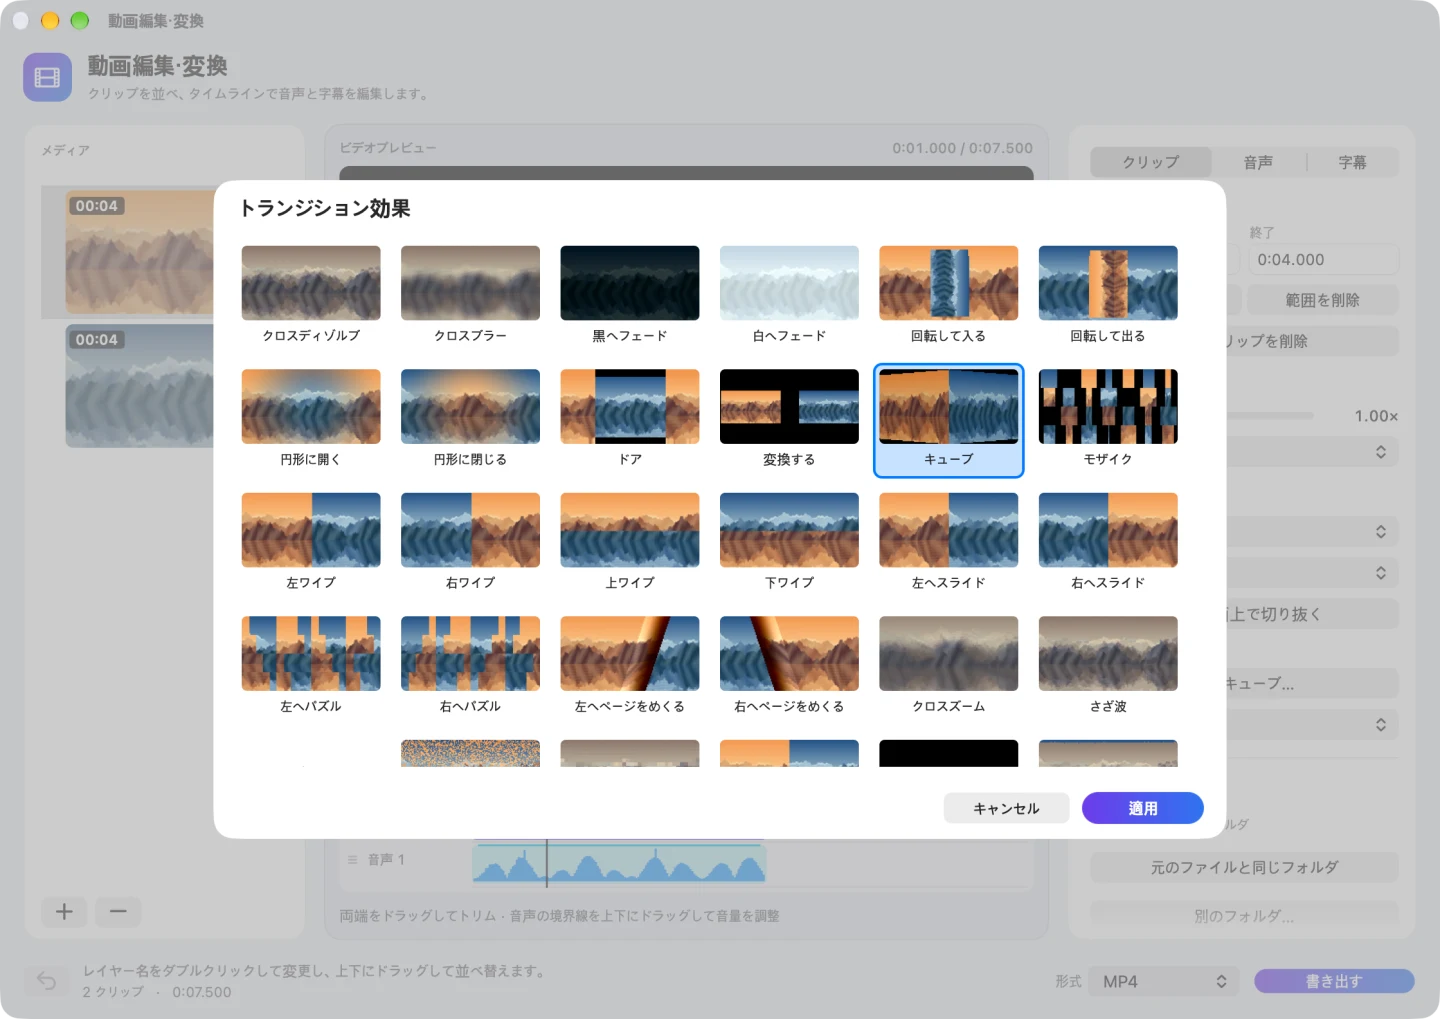 動画編集·変換
動画編集·変換
クリップを並べ、タイムラインで音声と字幕を編集します。
メディア
00:04
00:04
ビデオプレビュー
0:01.000 / 0:07.500
クリップ
音声
字幕
終了
0:04.000
範囲を削除
リップを削除
1.00×
面上で切り抜く
キューブ...
ルダ
元のファイルと同じフォルダ
別のフォルダ...
トランジション効果
クロスディゾルブ
クロスブラー
黒へフェード
白へフェード
回転して入る
回転して出る
円形に開く
円形に閉じる
ドア
変換する
キューブ
モザイク
左ワイプ
右ワイプ
上ワイプ
下ワイプ
左へスライド
右へスライド
左へパズル
右へパズル
左へページをめくる
右へページをめくる
クロスズーム
さざ波
キャンセル
適用
音声 1
両端をドラッグしてトリム · 音声の境界線を上下にドラッグして音量を調整
レイヤー名をダブルクリックして変更し、上下にドラッグして並べ替えます。
2 クリップ · 0:07.500
形式
MP4
書き出す